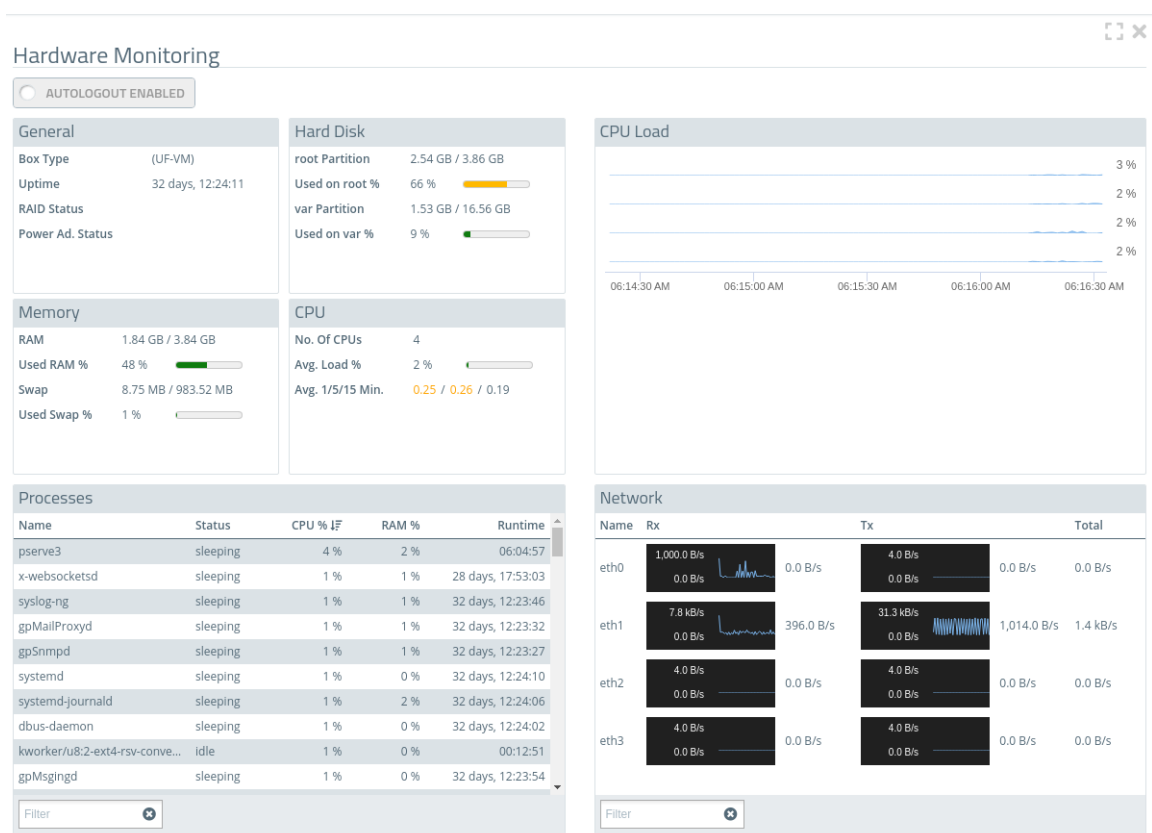 Hardware Monitoring
AUTOLOGOUT ENABLED
General
Box Type (UF-VM)
Uptime 32 days, 12:24:11
RAID Status
Power Ad. Status
Hard Disk
root Partition 2.54 GB / 3.86 GB
Used on root % 66 %
var Partition 1.53 GB / 16.56 GB
Used on var % 9 %
CPU Load
3 %
2 %
2 %
2 %
06:14:30 AM 06:15:00 AM 06:15:30 AM 06:16:00 AM 06:16:30 AM
Memory
RAM 1.84 GB / 3.84 GB
Used RAM % 48 %
Swap 8.75 MB / 983.52 MB
Used Swap % 1 %
CPU
No. Of CPUs 4
Avg. Load % 2 %
Avg. 1/5/15 Min. 0.25 / 0.26 / 0.19
Processes
Name Status CPU % RAM % Runtime
pserve3 sleeping 4 % 2 % 06:04:57
x-websocketsd sleeping 1 % 1 % 28 days, 17:53:03
syslog-ng sleeping 1 % 1 % 32 days, 12:23:46
gpMailProxyd sleeping 1 % 1 % 32 days, 12:23:32
gpSnmpd sleeping 1 % 1 % 32 days, 12:23:27
systemd sleeping 1 % 0 % 32 days, 12:24:10
systemd-journald sleeping 1 % 2 % 32 days, 12:24:06
dbus-daemon sleeping 1 % 0 % 32 days, 12:24:02
kworker/u8:2-ext4-rsv-conve... idle 1 % 0 % 00:12:51
gpMsgingd sleeping 1 % 0 % 32 days, 12:23:54
Filter
Network
Name Rx Tx Total
1,000.0 B/s 4.0 B/s
eth0 0.0 B/s 0.0 B/s 0.0 B/s
0.0 B/s 0.0 B/s
7.8 kB/s 31.3 kB/s
eth1 396.0 B/s 1,014.0 B/s 1.4 kB/s
0.0 B/s 0.0 B/s
4.0 B/s 4.0 B/s
eth2 0.0 B/s 0.0 B/s 0.0 B/s
0.0 B/s 0.0 B/s
4.0 B/s 4.0 B/s
eth3 0.0 B/s 0.0 B/s 0.0 B/s
0.0 B/s 0.0 B/s
Filter